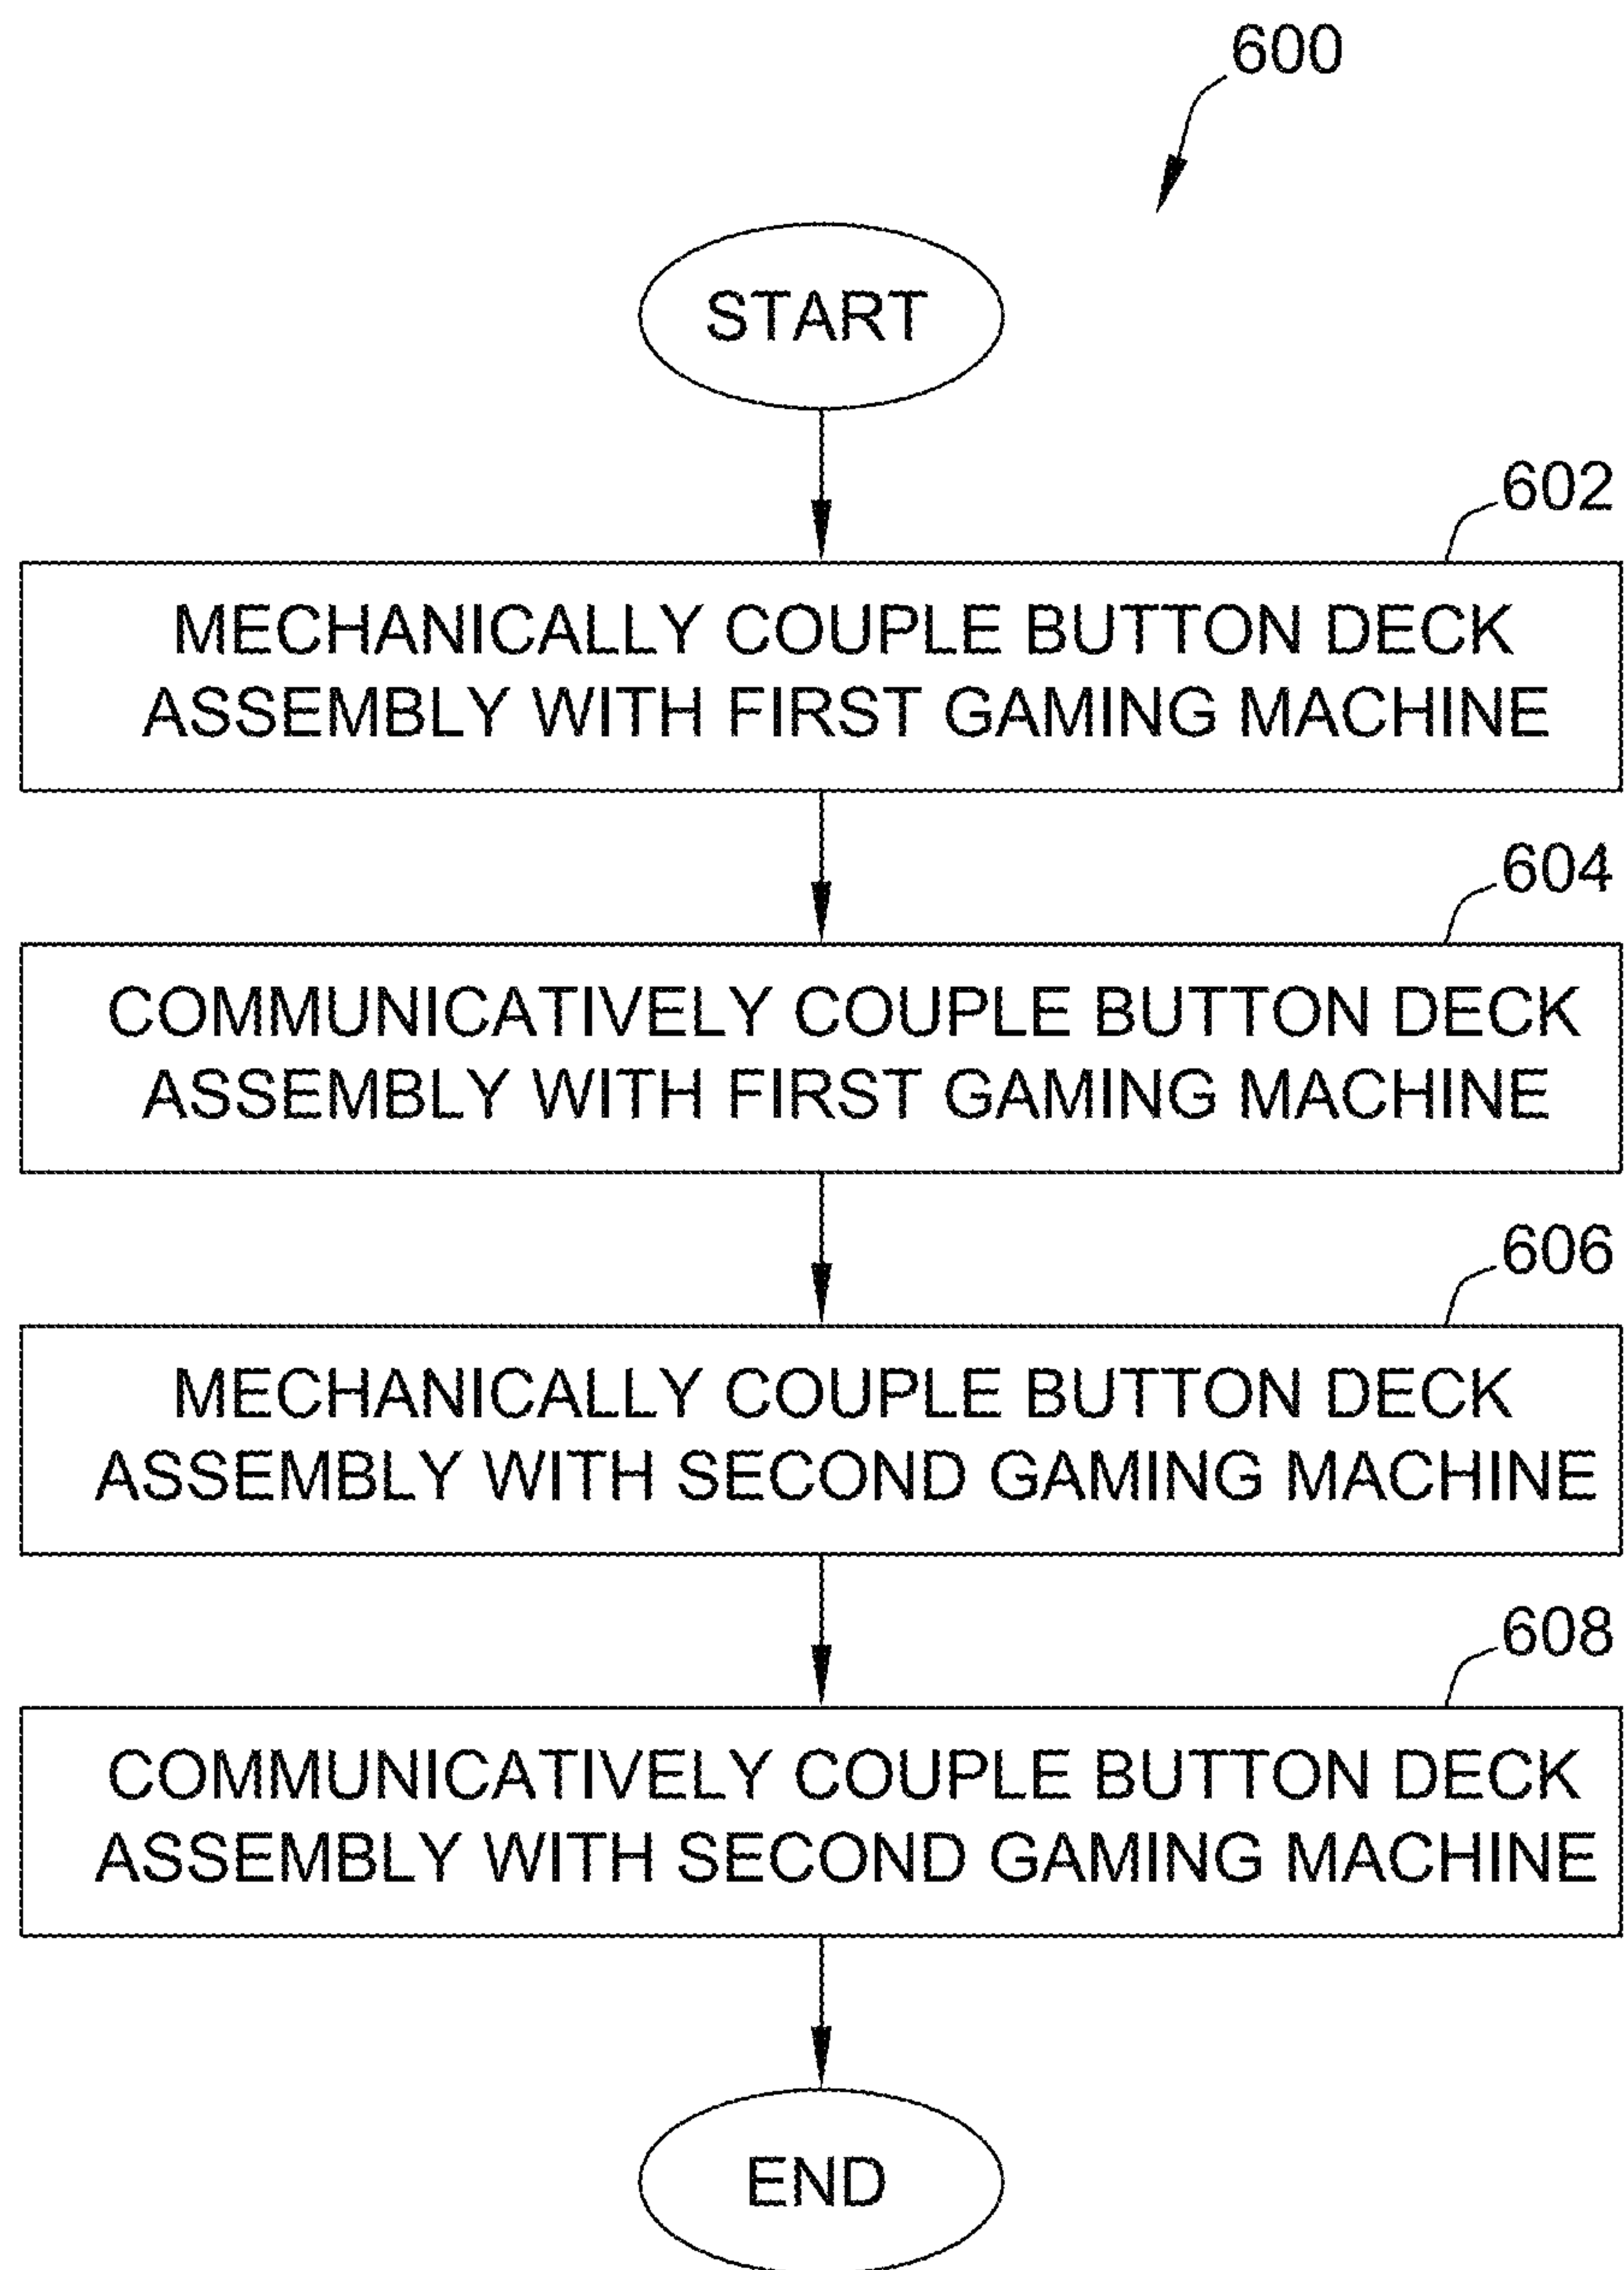 600
START
602
MECHANICALLY COUPLE BUTTON DECK
ASSEMBLY WITH FIRST GAMING MACHINE
604
COMMUNICATIVELY COUPLE BUTTON DECK
ASSEMBLY WITH FIRST GAMING MACHINE
606
MECHANICALLY COUPLE BUTTON DECK
ASSEMBLY WITH SECOND GAMING MACHINE
608
COMMUNICATIVELY COUPLE BUTTON DECK
ASSEMBLY WITH SECOND GAMING MACHINE
END